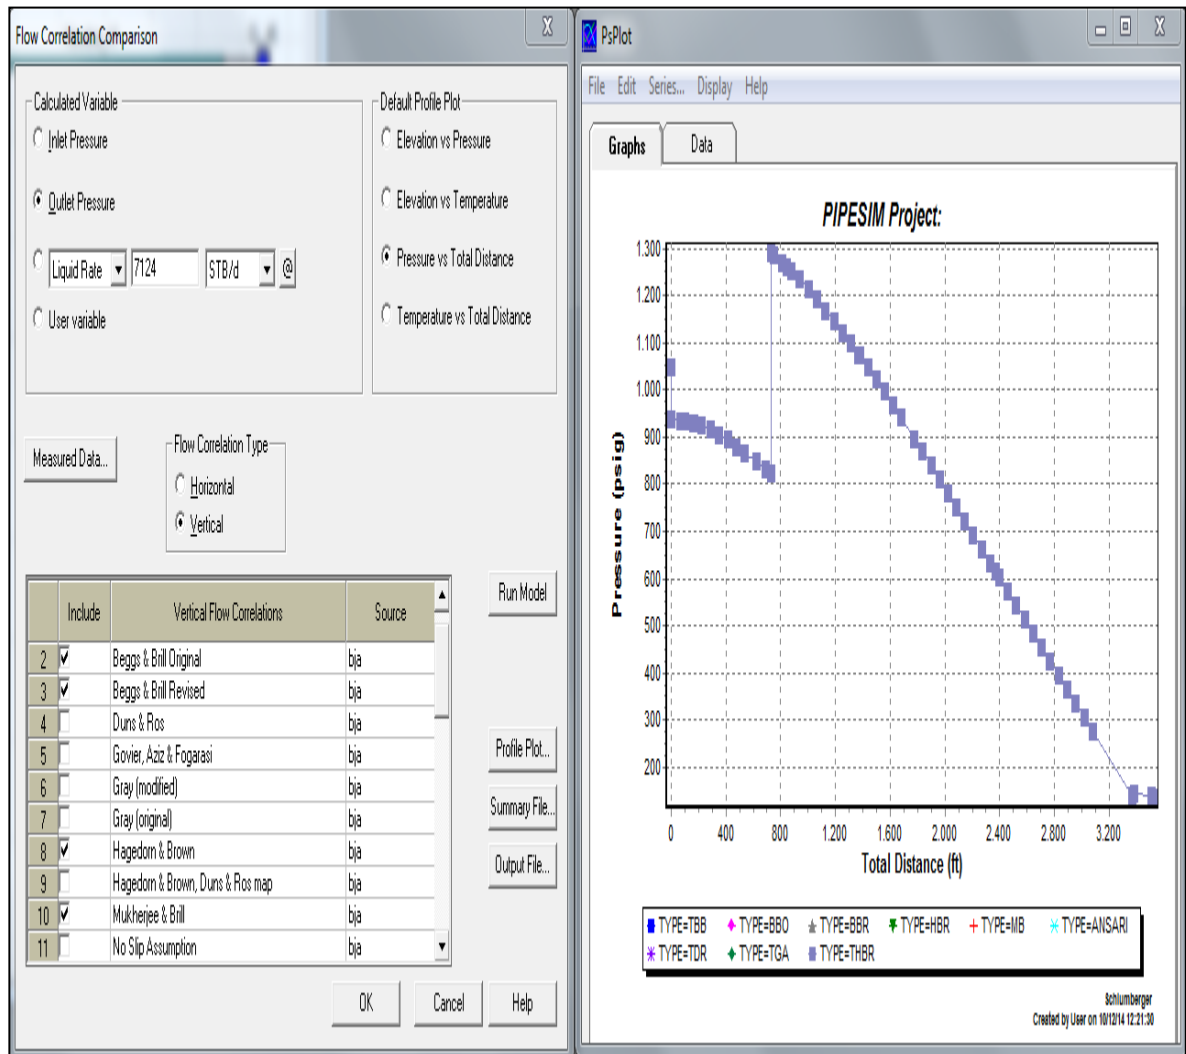 Flow Correlation Comparison
X
Calculated Variable
Inlet Pressure
Outlet Pressure
Liquid Rate 7124 STB/d @
User variable
Default Profile Plot
Elevation vs Pressure
Elevation vs Temperature
Pressure vs Total Distance
Temperature vs Total Distance
Measured Data...
Flow Correlation Type
Horizontal
Vertical
Include Vertical Flow Correlations Source
2 Beggs & Brill Original bja
3 Beggs & Brill Revised bja
4 Duns & Ros bja
5 Govier, Aziz & Fogarasi bja
6 Gray (modified) bja
7 Gray (original) bja
8 Hagedorn & Brown bja
9 Hagedorn & Brown, Duns & Ros map bja
10 Mukherjee & Brill bja
11 No Slip Assumption bja
Run Model
Profile Plot...
Summary File...
Output File...
OK Cancel Help
PsPlot
X
File Edit Series... Display Help
Graphs Data
PIPESIM Project:
Pressure (psig)
1.300
1.200
1.100
1.000
900
800
700
600
500
400
300
200
0 400 800 1.200 1.600 2.000 2.400 2.800 3.200
Total Distance (ft)
TYPE=TBB TYPE=BBO TYPE=BBR TYPE=HBR TYPE=MB TYPE=ANSARI
TYPE=TDR TYPE=TGA TYPE=THBR
Schlumberger
Created by User on 10/12/14 12:21:30